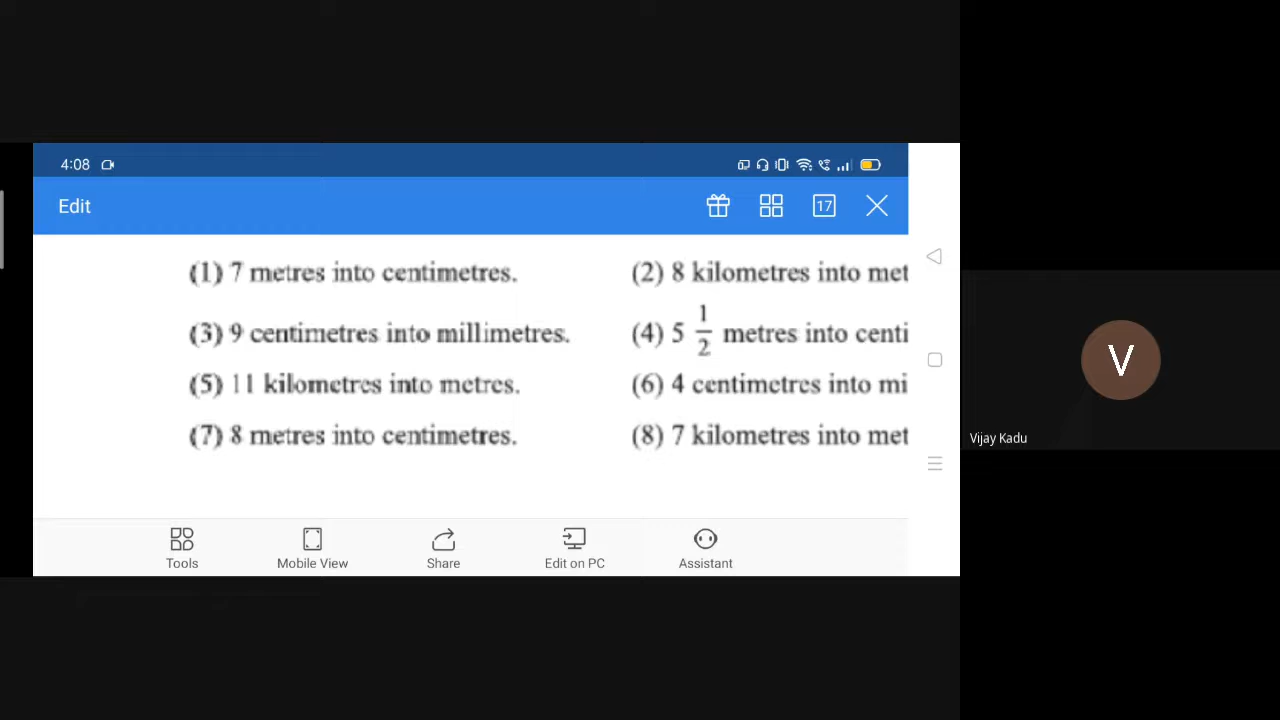 4:08
Edit
17
(1) 7 metres into centimetres.
(2) 8 kilometres into met
(3) 9 centimetres into millimetres.
(4) 5 1/2 metres into centi
(5) 11 kilometres into metres.
(6) 4 centimetres into mi
(7) 8 metres into centimetres.
(8) 7 kilometres into met
Tools
Mobile View
Share
Edit on PC
Assistant
V
Vijay Kadu